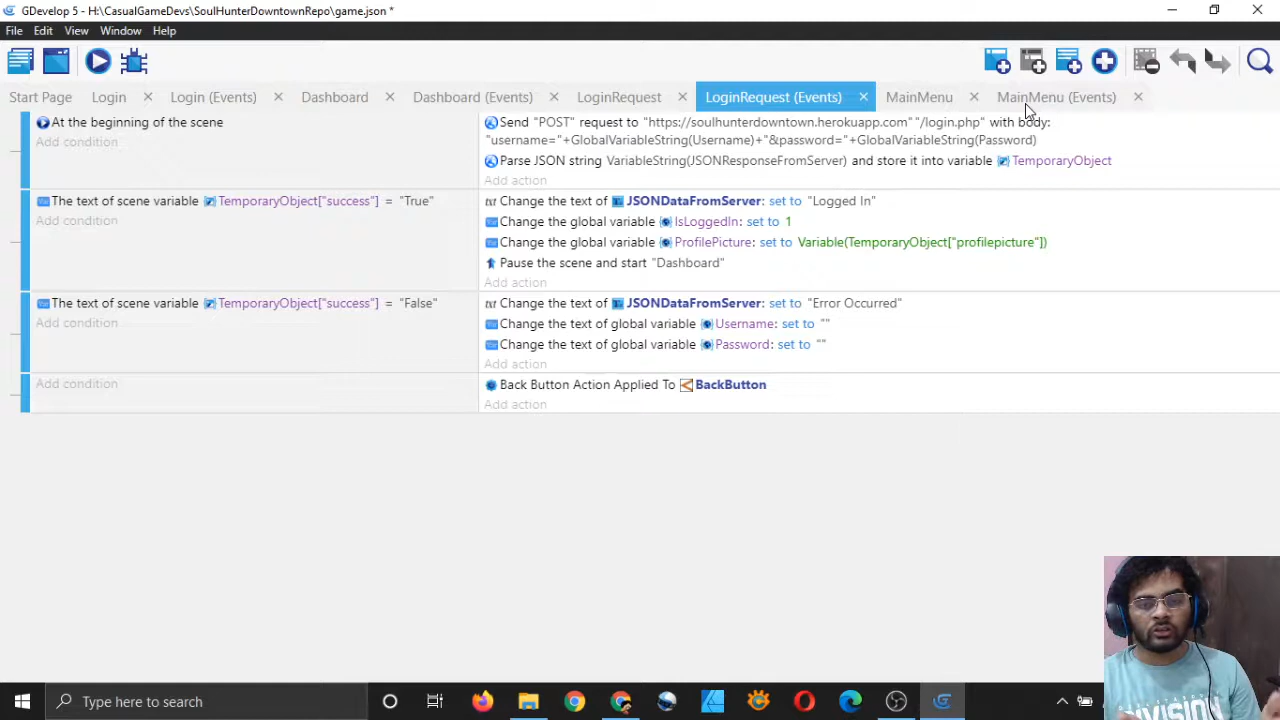 GDevelop 5 - H:\CasualGameDevs\SoulHunterDowntownRepo\game.json *
File Edit View Window Help
Start Page Login Login (Events) Dashboard Dashboard (Events) LoginRequest LoginRequest (Events) MainMenu MainMenu (Events)
At the beginning of the scene
Add condition
Send "POST" request to "https://soulhunterdowntown.herokuapp.com" "/login.php" with body:
"username="+GlobalVariableString(Username)+"&password="+GlobalVariableString(Password)
Parse JSON string VariableString(JSONResponseFromServer) and store it into variable TemporaryObject
Add action
The text of scene variable TemporaryObject["success"] = "True"
Add condition
Change the text of JSONDataFromServer: set to "Logged In"
Change the global variable IsLoggedIn: set to 1
Change the global variable ProfilePicture: set to Variable(TemporaryObject["profilepicture"])
Pause the scene and start "Dashboard"
Add action
The text of scene variable TemporaryObject["success"] = "False"
Add condition
Change the text of JSONDataFromServer: set to "Error Occurred"
Change the text of global variable Username: set to ""
Change the text of global variable Password: set to ""
Add action
Add condition
Back Button Action Applied To BackButton
Add action
DIVISION
Type here to search